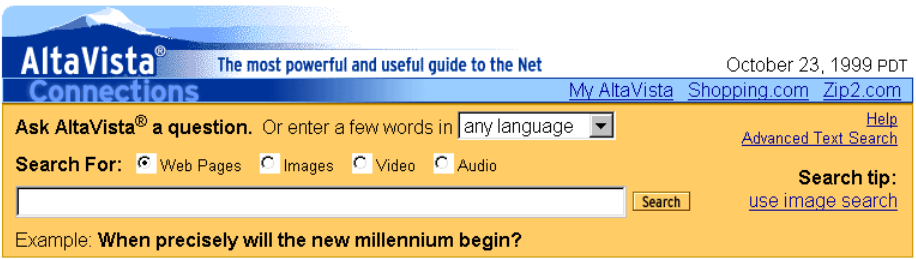 AltaVista®
The most powerful and useful guide to the Net
October 23, 1999 PDT
Connections
My AltaVista Shopping.com Zip2.com
Ask AltaVista® a question. Or enter a few words in any language
Help
Advanced Text Search
Search For: Web Pages Images Video Audio
Search tip:
use image search
Search
Example: When precisely will the new millennium begin?